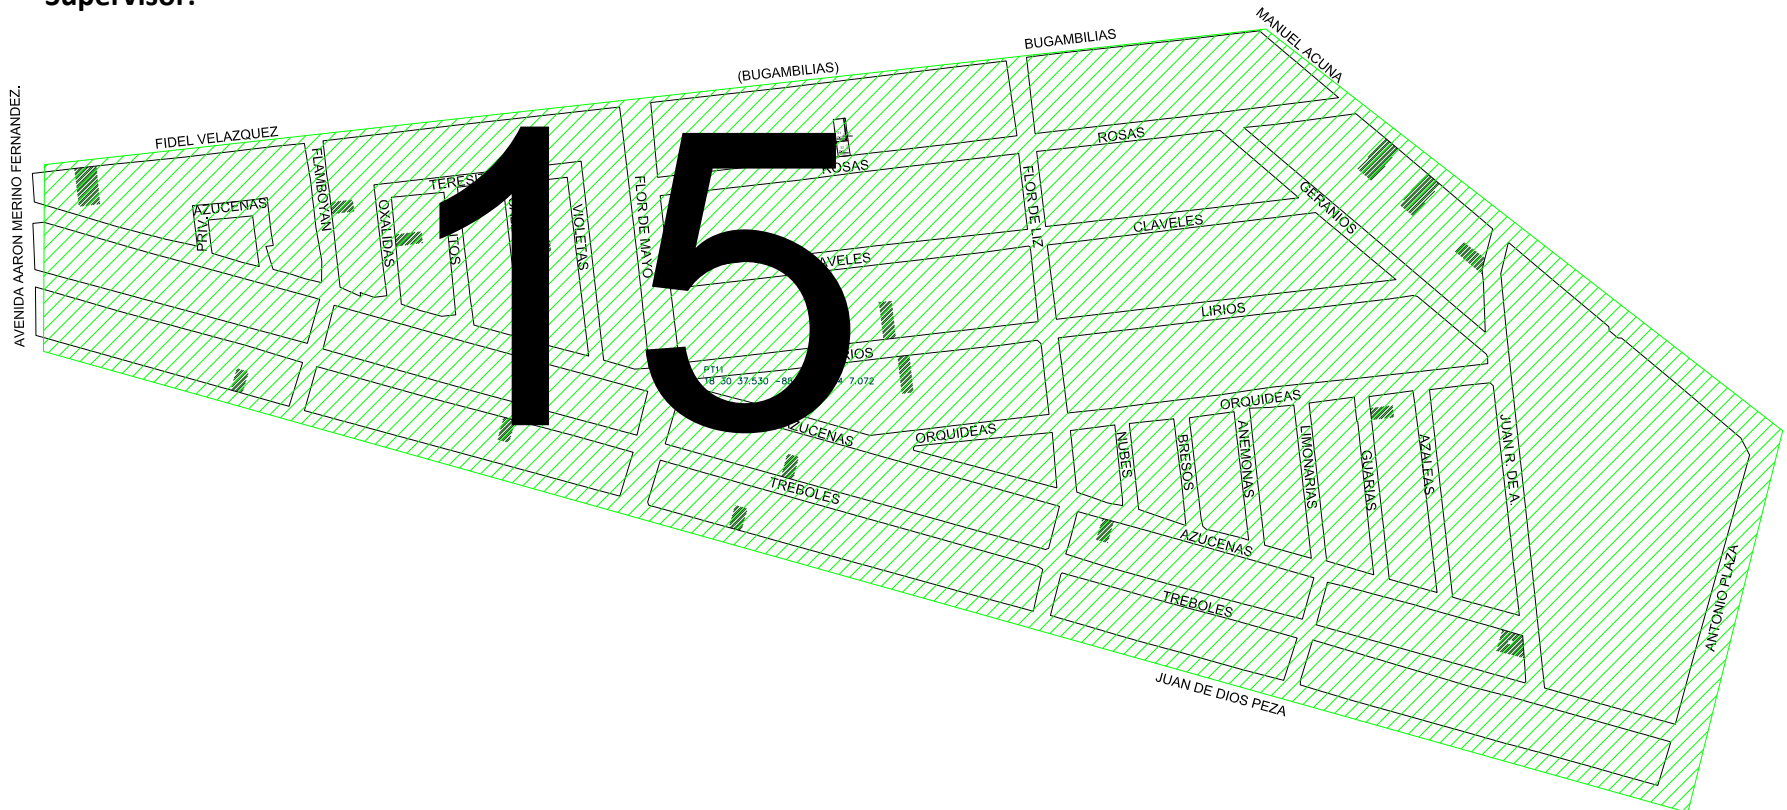 Supervisor:
MANUEL ACUNA
BUGAMBILIAS
(BUGAMBILIAS)
AVENIDA AARON MERINO FERNANDEZ.
FIDEL VELAZQUEZ
15
ROSAS
ROSAS
FLAMBOYAN
FLOR DE MAYO
FLOR DE LIZ
GERANIOS
AZUCENAS
PRIV.
OXALIDAS
VIOLETAS
CLAVELES
LIRIOS
PT11
ORQUIDEAS
ORQUIDEAS
AZUCENAS
NUBES
BRESOS
ANEMONAS
LIMONARIAS
GUARIAS
AZALEAS
JUAN R. DE A.
TREBOLES
AZUCENAS
TREBOLES
ANTONIO PLAZA
JUAN DE DIOS PEZA